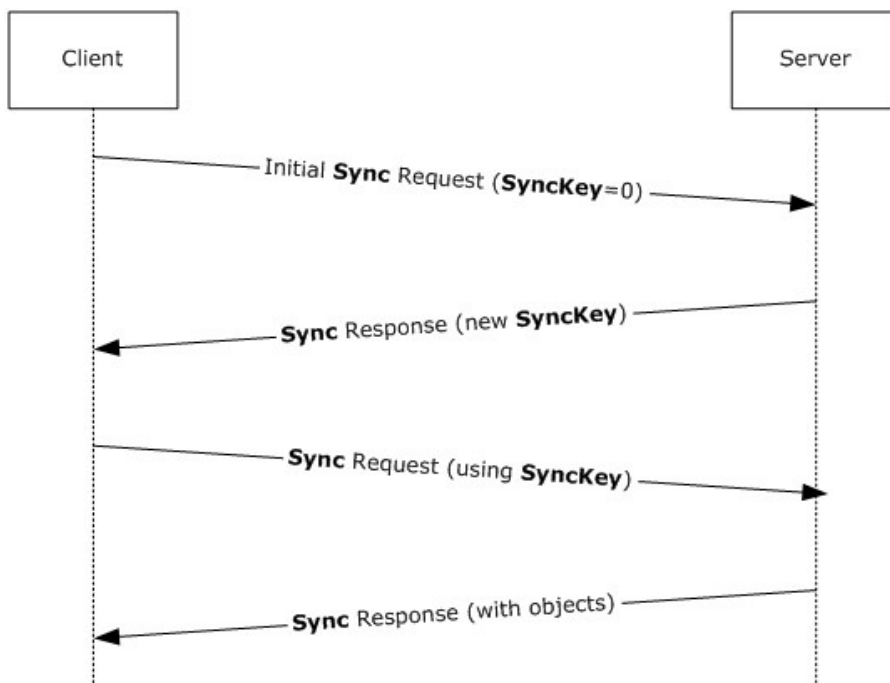 Client
Server
Initial Sync Request (SyncKey=0)
Sync Response (new SyncKey)
Sync Request (using SyncKey)
Sync Response (with objects)